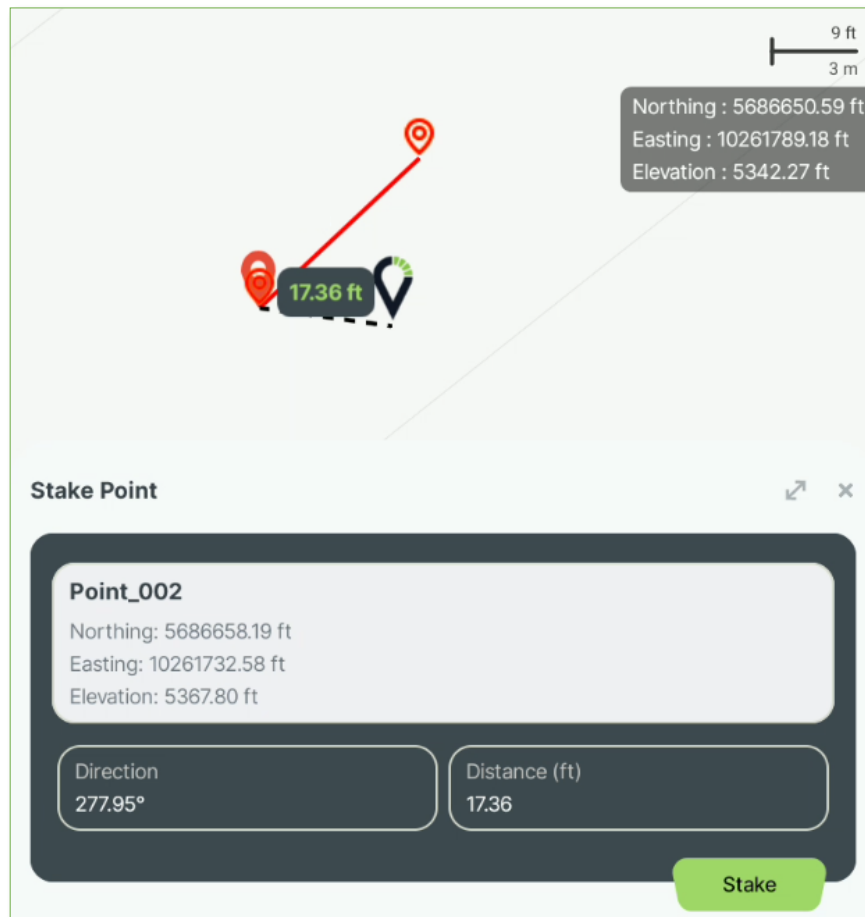 9 ft
3 m
Northing : 5686650.59 ft
Easting : 10261789.18 ft
Elevation : 5342.27 ft
17.36 ft
Stake Point
Point_002
Northing: 5686658.19 ft
Easting: 10261732.58 ft
Elevation: 5367.80 ft
Direction
277.95°
Distance (ft)
17.36
Stake